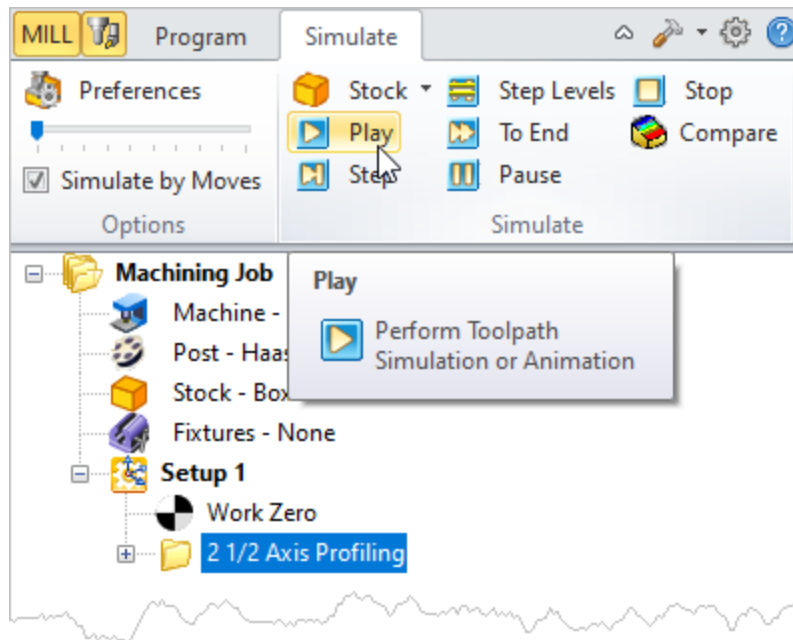 MILL Program Simulate
Preferences Stock Step Levels Stop
Play To End Compare
Simulate by Moves Step Pause
Options Simulate
Machining Job
Play
Machine -
Perform Toolpath
Post - Haas
Simulation or Animation
Stock - Box
Fixtures - None
Setup 1
Work Zero
2 1/2 Axis Profiling